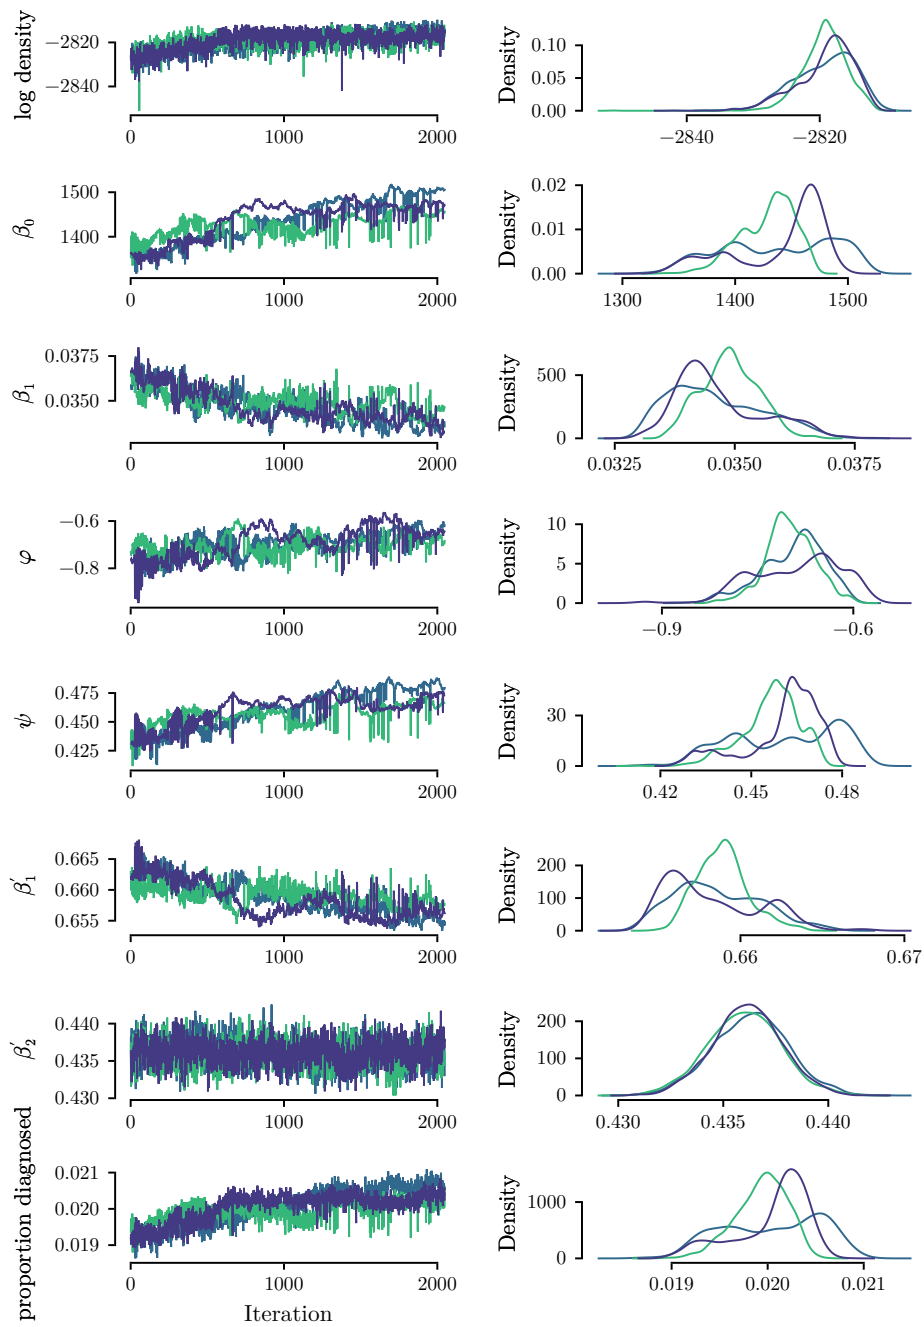 log density
−2820
−2840
0 1000 2000
Density
0.10
0.05
0.00
−2840 −2820
β₀
1500
1400
0 1000 2000
Density
0.02
0.01
0.00
1300 1400 1500
β₁
0.0375
0.0350
0 1000 2000
Density
500
0
0.0325 0.0350 0.0375
φ
−0.6
−0.8
0 1000 2000
Density
10
5
0
−0.9 −0.6
ψ
0.475
0.450
0.425
0 1000 2000
Density
30
0
0.42 0.45 0.48
β′₁
0.665
0.660
0.655
0 1000 2000
Density
200
100
0
0.66 0.67
β′₂
0.440
0.435
0.430
0 1000 2000
Density
200
100
0
0.430 0.435 0.440
proportion diagnosed
0.021
0.020
0.019
0 1000 2000
Iteration
Density
1000
0
0.019 0.020 0.021